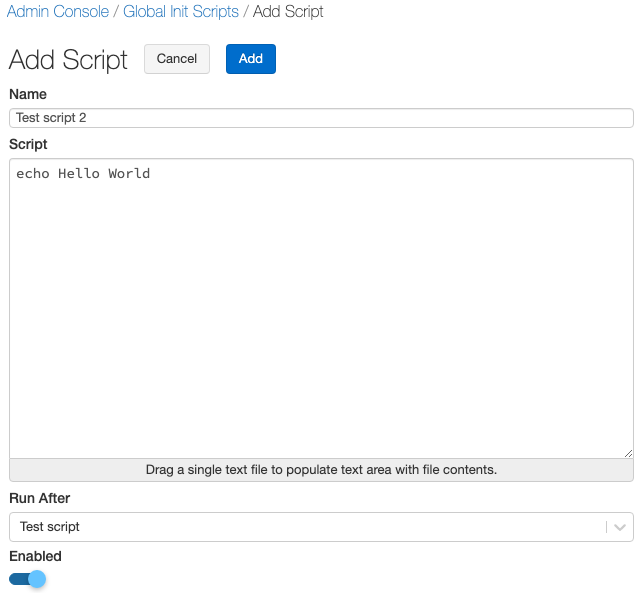 Admin Console / Global Init Scripts / Add Script
Add Script Cancel Add
Name
Test script 2
Script
echo Hello World
Drag a single text file to populate text area with file contents.
Run After
Test script
Enabled